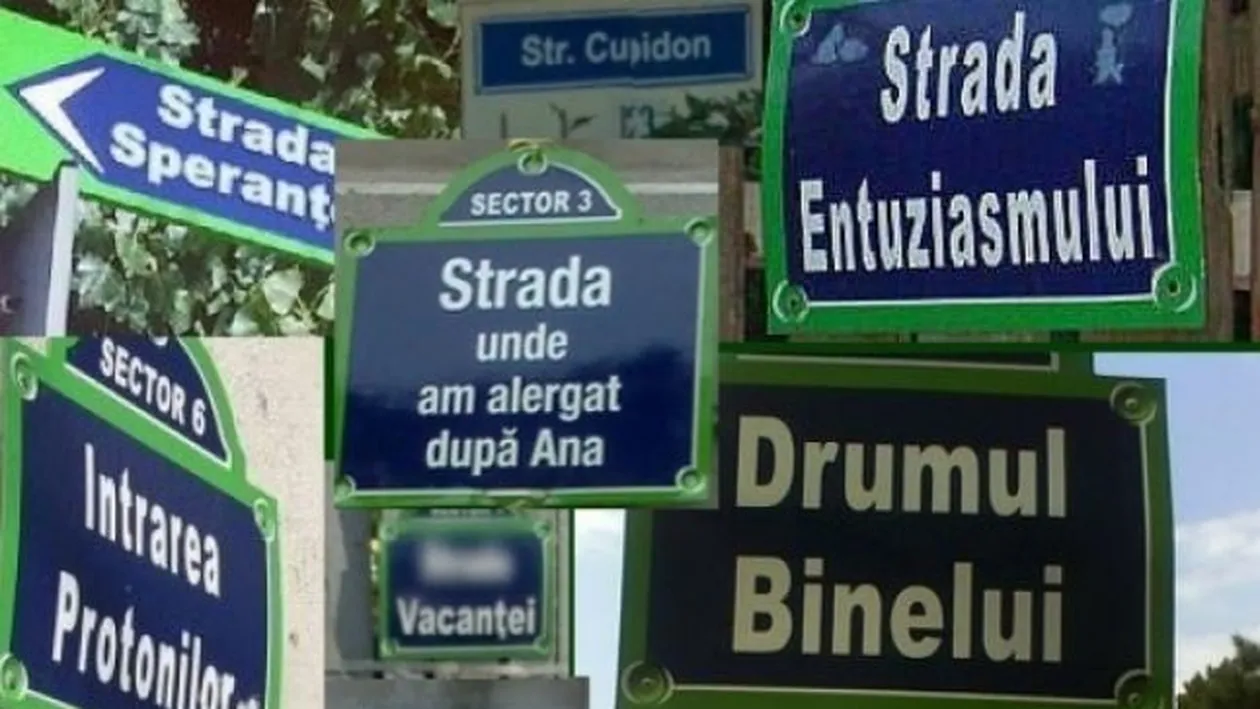 Strada
Str. Cupidon
Strada
Entuziasmului
SECTOR 3
Strada
unde
am alergat
după Ana
SECTOR 6
Intrarea
Protonilor
Drumul
Binelui
Vacanței